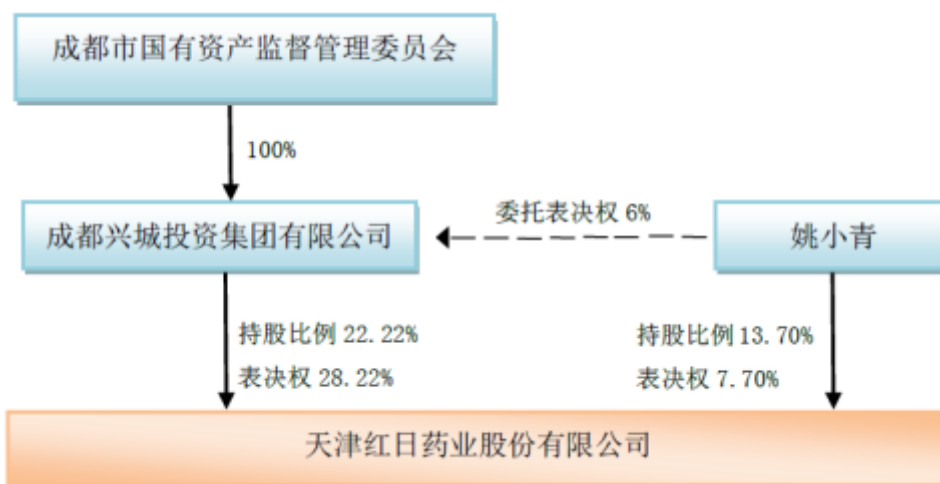 成都市国有资产监督管理委员会
100%
委托表决权 6%
成都兴城投资集团有限公司
姚小青
持股比例 22.22%
表决权 28.22%
持股比例 13.70%
表决权 7.70%
天津红日药业股份有限公司